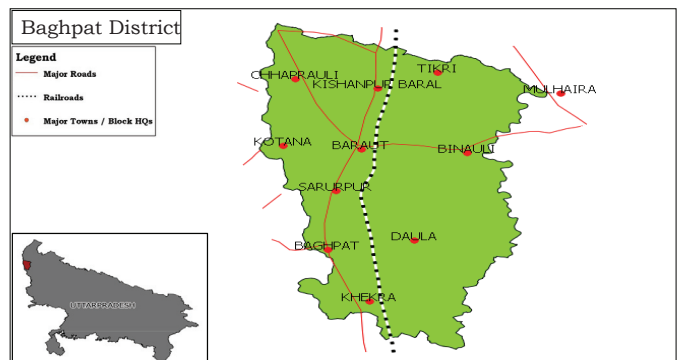 Baghpat District
Legend
Major Roads
Railroads
Major Towns / Block HQs
TIKRI
CHHAPRAULI
KISHANPUR BARAL
MULHAIRA
KOTANA
BARAUT
BINAULI
SARURPUR
DAULA
BAGHPAT
KHEKRA
UTTARPRADESH